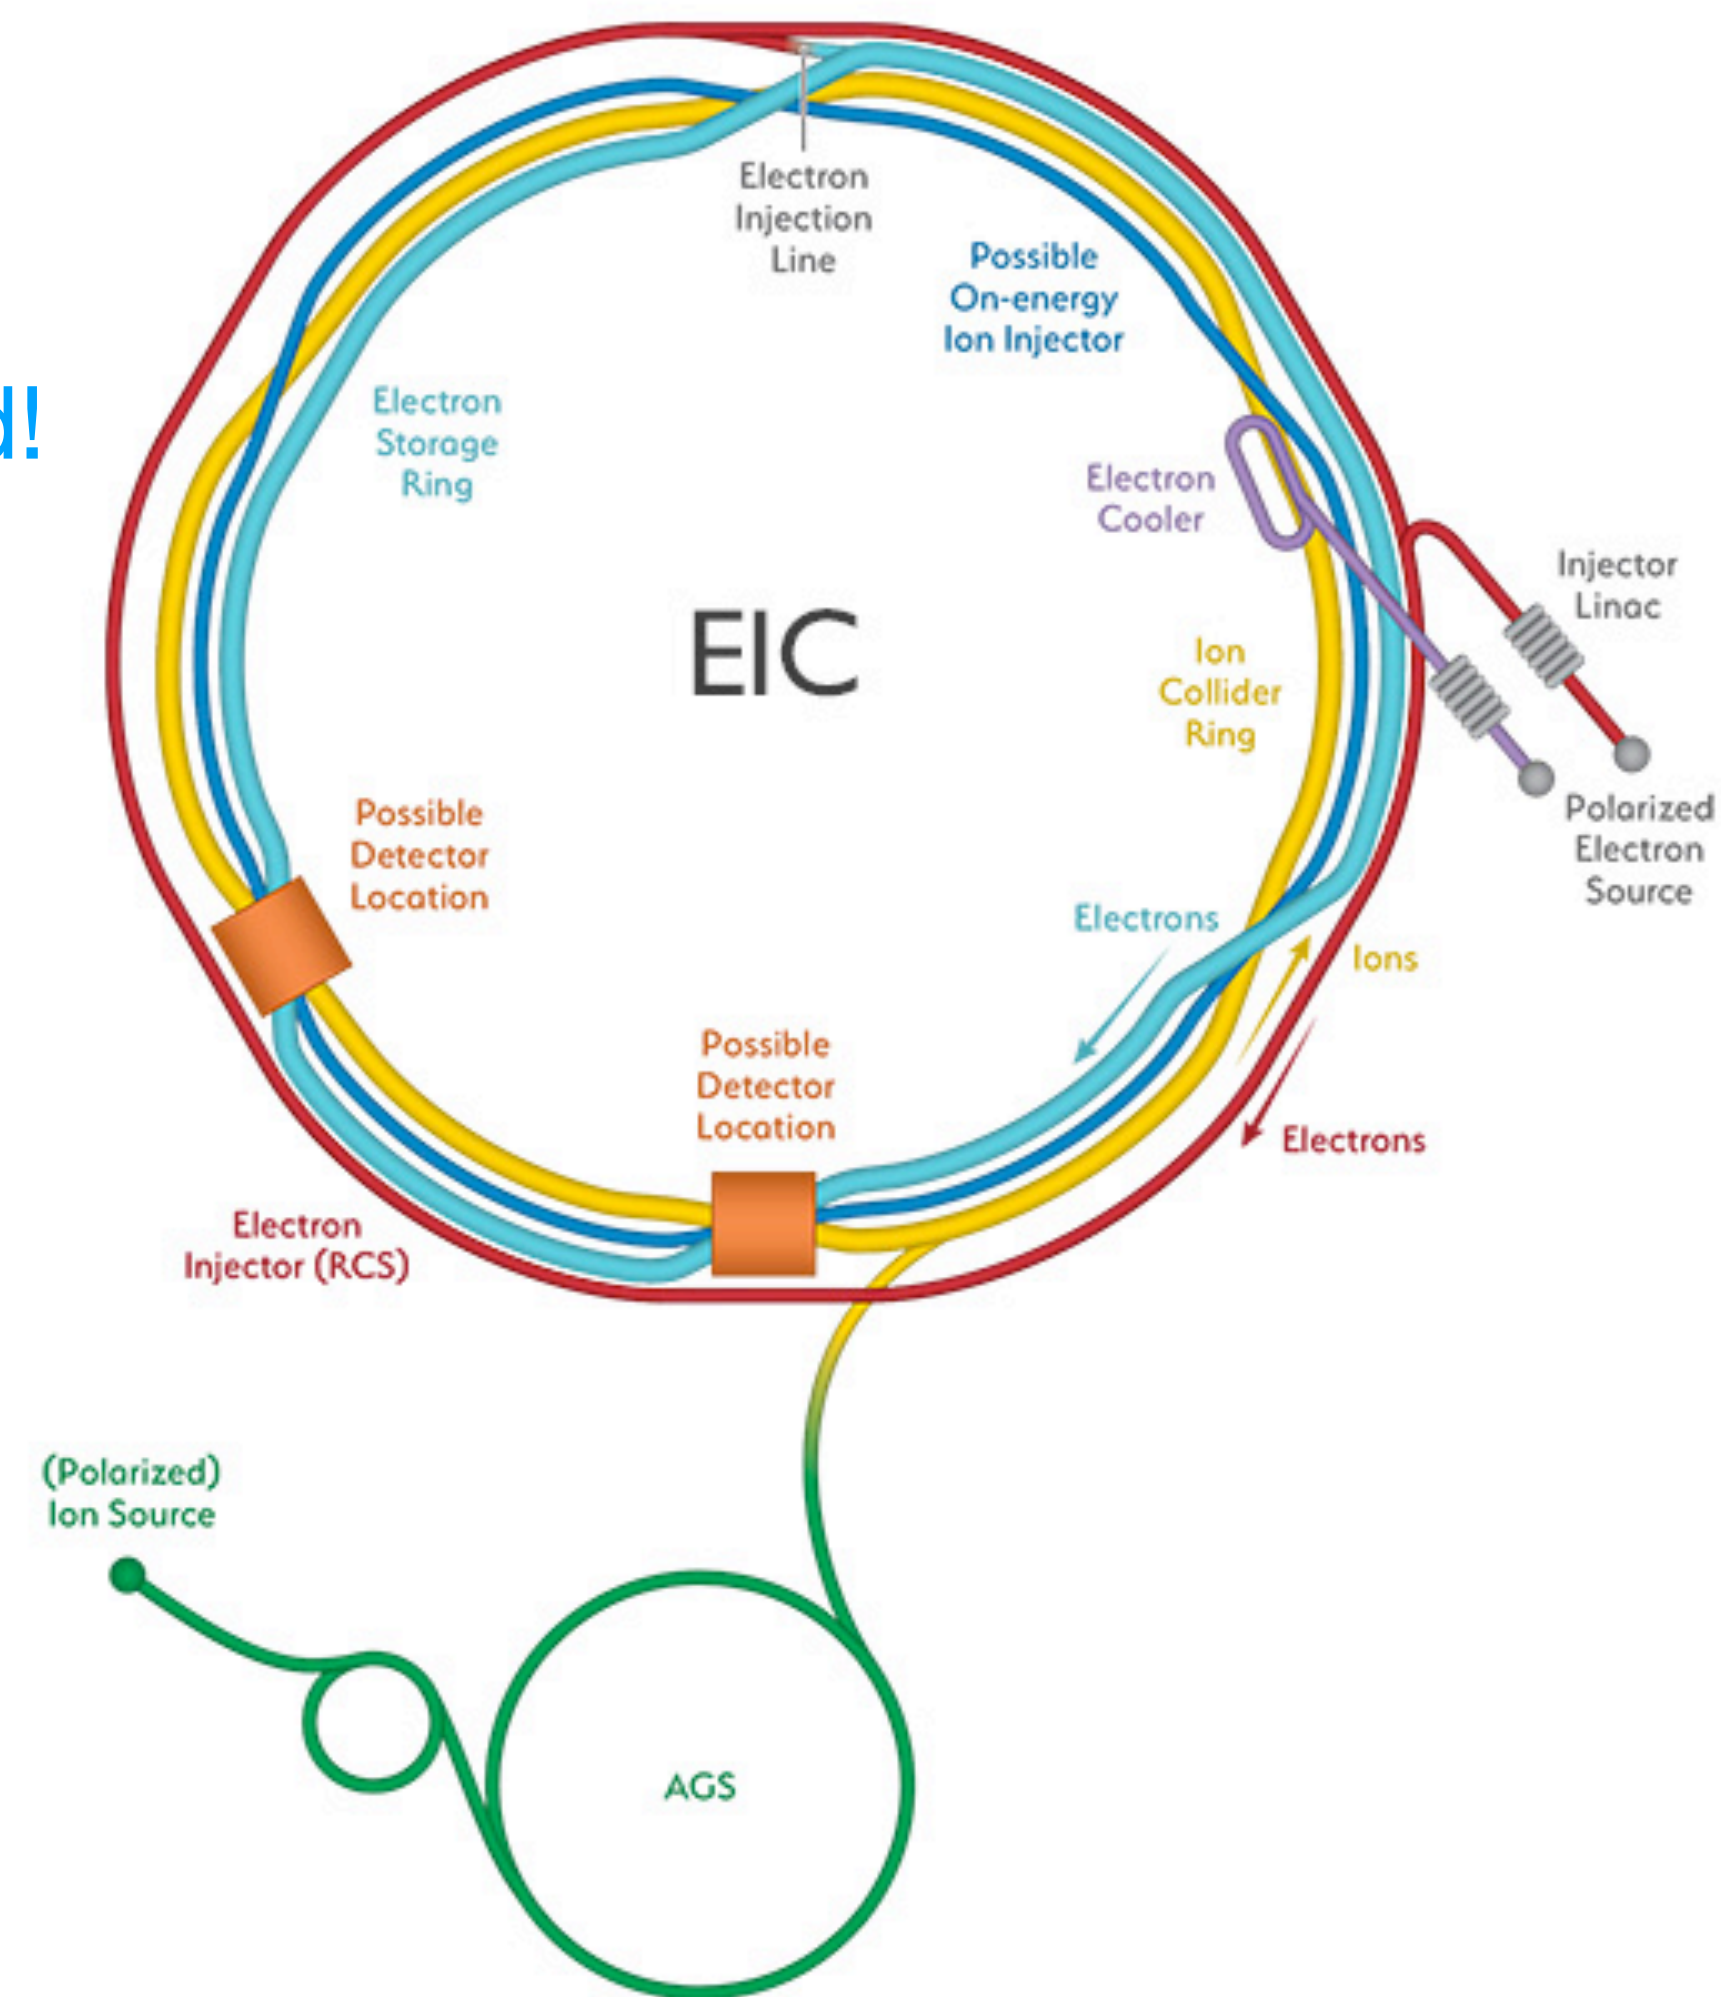 d!
Electron
Injection
Line
Possible
On-energy
Ion Injector
Electron
Storage
Ring
Electron
Cooler
Injector
Linac
EIC
Ion
Collider
Ring
Polarized
Electron
Source
Possible
Detector
Location
Electrons
Ions
Possible
Detector
Location
Electrons
Electron
Injector (RCS)
(Polarized)
Ion Source
AGS